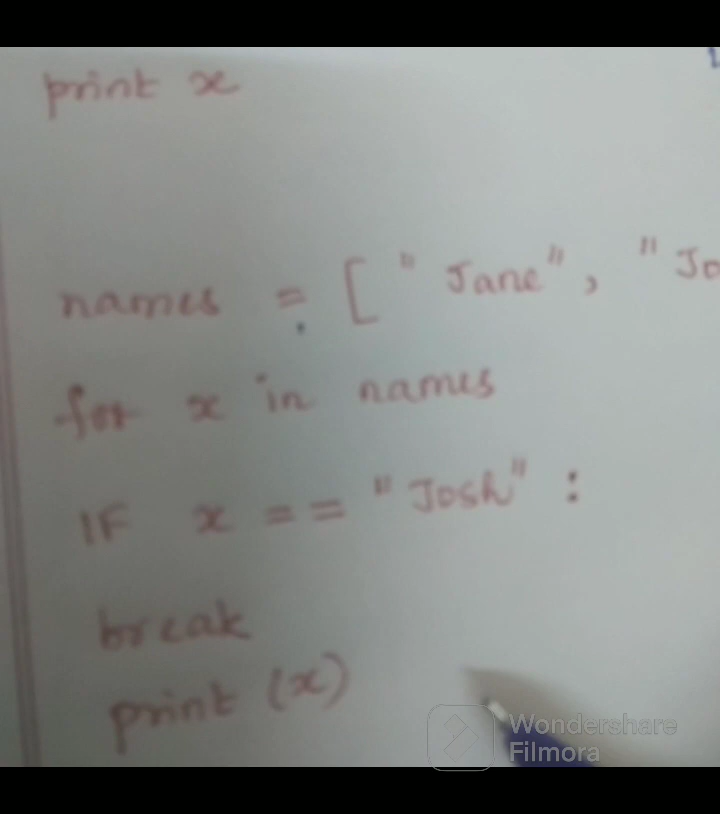 print x
names = [ "Jane", "Jo
for x in names
IF x == "Josh" :
break
print (x)
Wondershare
Filmora